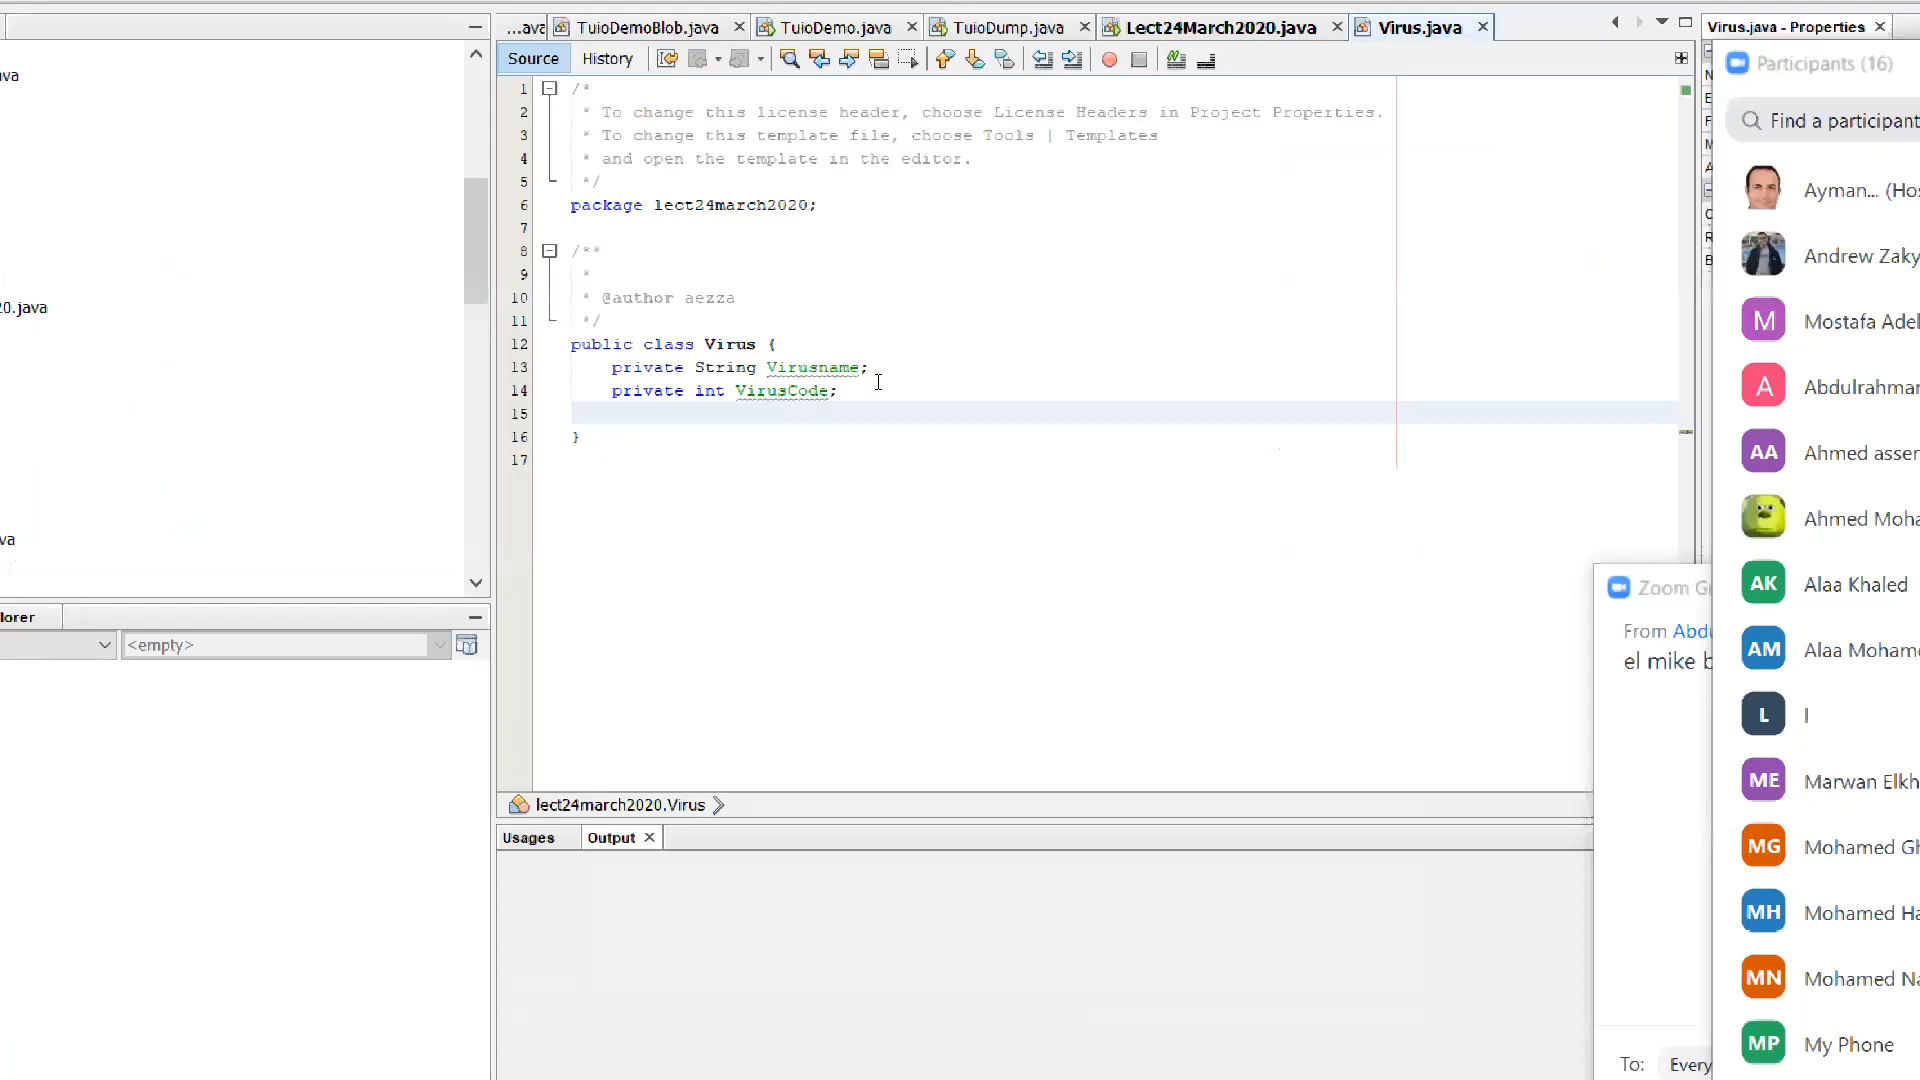 ava
20.java
va
lorer
<empty>
...ava
TuioDemoBlob.java
TuioDemo.java
TuioDump.java
Lect24March2020.java
Virus.java
Source
History
1 /*
2 * To change this license header, choose License Headers in Project Properties.
3 * To change this template file, choose Tools | Templates
4 * and open the template in the editor.
5 */
6 package lect24march2020;
7
8 /**
9 *
10 * @author aezza
11 */
12 public class Virus {
13 private String Virusname;
14 private int VirusCode;
15
16 }
17
lect24march2020.Virus
Usages
Output
Virus.java - Properties
Participants (16)
Find a participant
Ayman... (Hos
Andrew Zaky
Mostafa Adel
Abdulrahman
Ahmed asser
Ahmed Moha
Alaa Khaled
Alaa Mohame
l
Marwan Elkh
Mohamed Gh
Mohamed Ha
Mohamed Na
My Phone
M
A
AA
AK
AM
L
ME
MG
MH
MN
MP
Zoom G
From Abdu
el mike b
To: Every